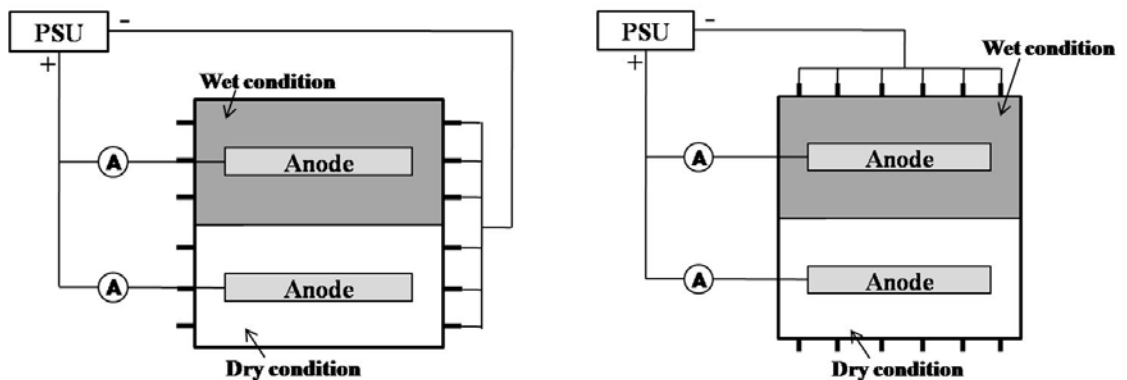 PSU
-
+
Wet condition
A
Anode
A
Anode
Dry condition
PSU
-
+
Wet condition
A
Anode
A
Anode
Dry condition